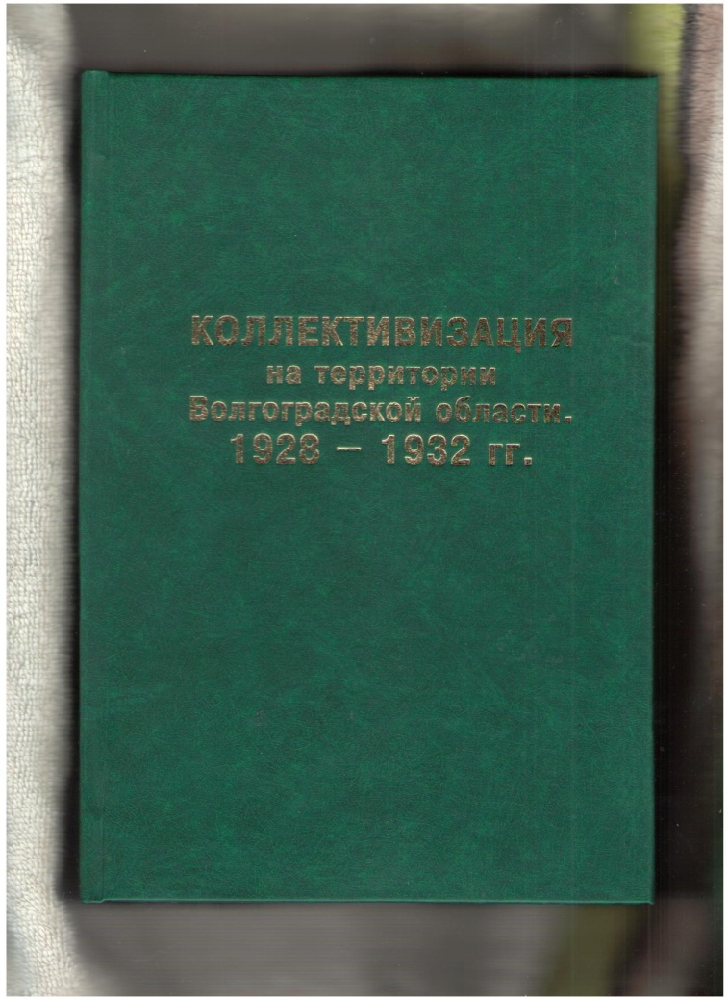 КОЛЛЕКТИВИЗАЦИЯ
на территории
Волгоградской области.
1928 – 1932 гг.